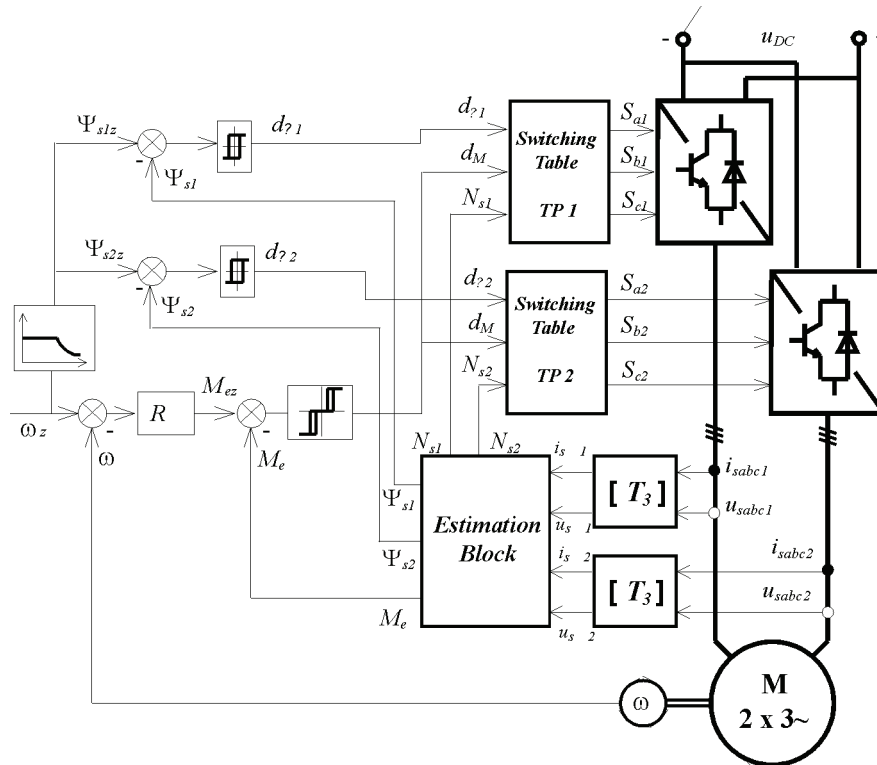 - u_DC -
Ψ_s1z
-
Ψ_s1
d_?1
d_?1
d_M
N_s1
Switching
Table
TP 1
S_a1
S_b1
S_c1
Ψ_s2z
-
Ψ_s2
d_?2
d_?2
d_M
N_s2
Switching
Table
TP 2
S_a2
S_b2
S_c2
ω_z
-
ω
R
M_ez
-
M_e
N_s1
N_s2
Ψ_s1
Ψ_s2
M_e
Estimation
Block
i_s 1
u_s 1
i_s 2
u_s 2
[ T_3 ]
[ T_3 ]
i_sabc1
u_sabc1
i_sabc2
u_sabc2
ω
M
2 x 3~